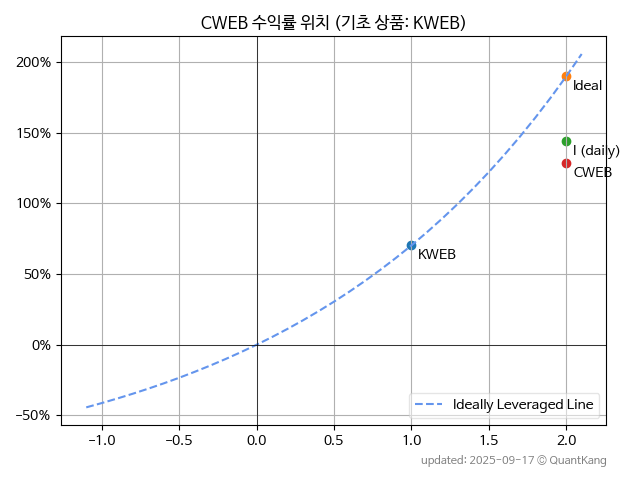 CWEB 수익률 위치 (기초 상품: KWEB)
200%
150%
100%
50%
0%
−50%
Ideal
I (daily)
CWEB
KWEB
Ideally Leveraged Line
−1.0 −0.5 0.0 0.5 1.0 1.5 2.0
updated: 2025-09-17 © QuantKang